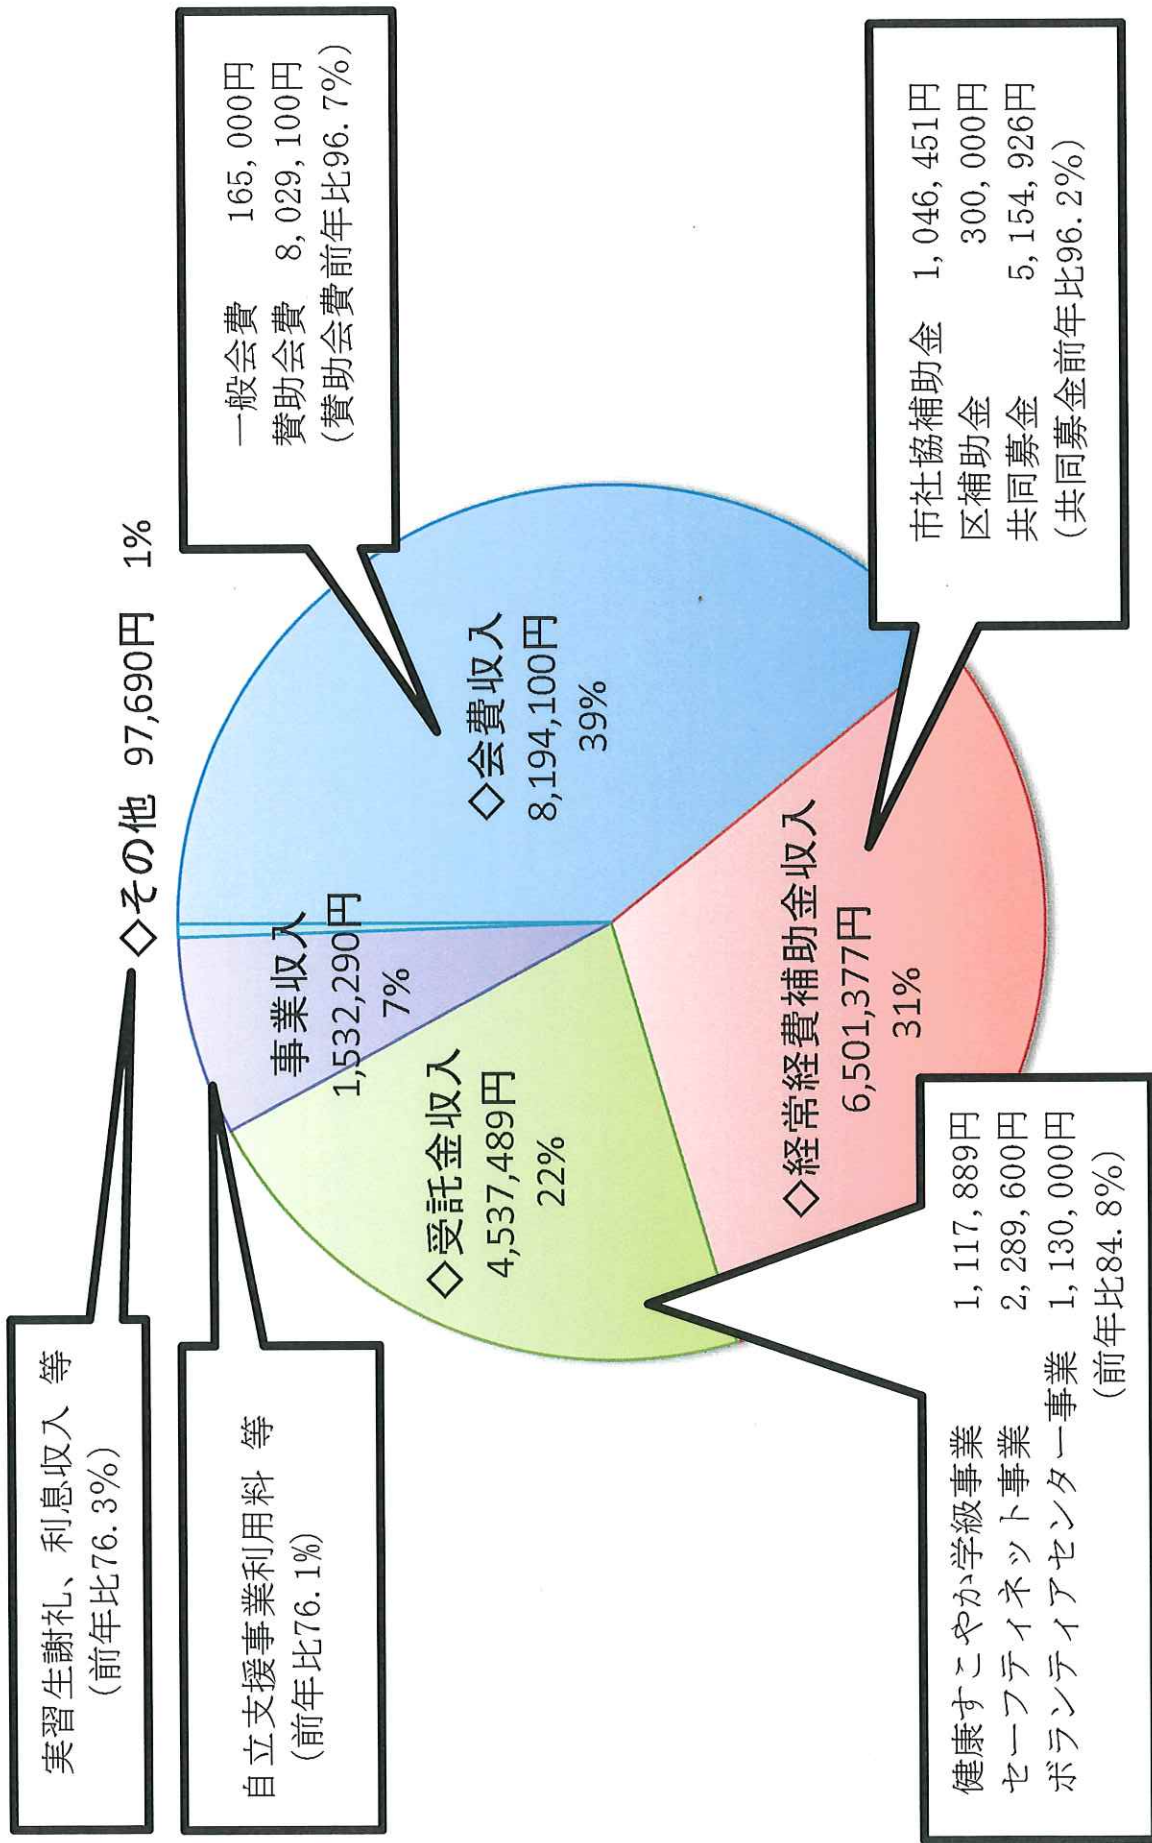 実習生謝礼、利息収入 等
(前年比76.3%)
自立支援事業利用料 等
(前年比76.1%)
◇その他 97,690円 1%
一般会費 165,000円
賛助会費 8,029,100円
(賛助会費前年比96.7%)
事業収入
1,532,290円
7%
◇会費収入
8,194,100円
39%
◇受託金収入
4,537,489円
22%
◇経常経費補助金収入
6,501,377円
31%
健康すこやか学級事業 1,117,889円
セーフティネット事業 2,289,600円
ボランティアセンター事業 1,130,000円
(前年比84.8%)
市社協補助金 1,046,451円
区補助金 300,000円
共同募金 5,154,926円
(共同募金前年比96.2%)